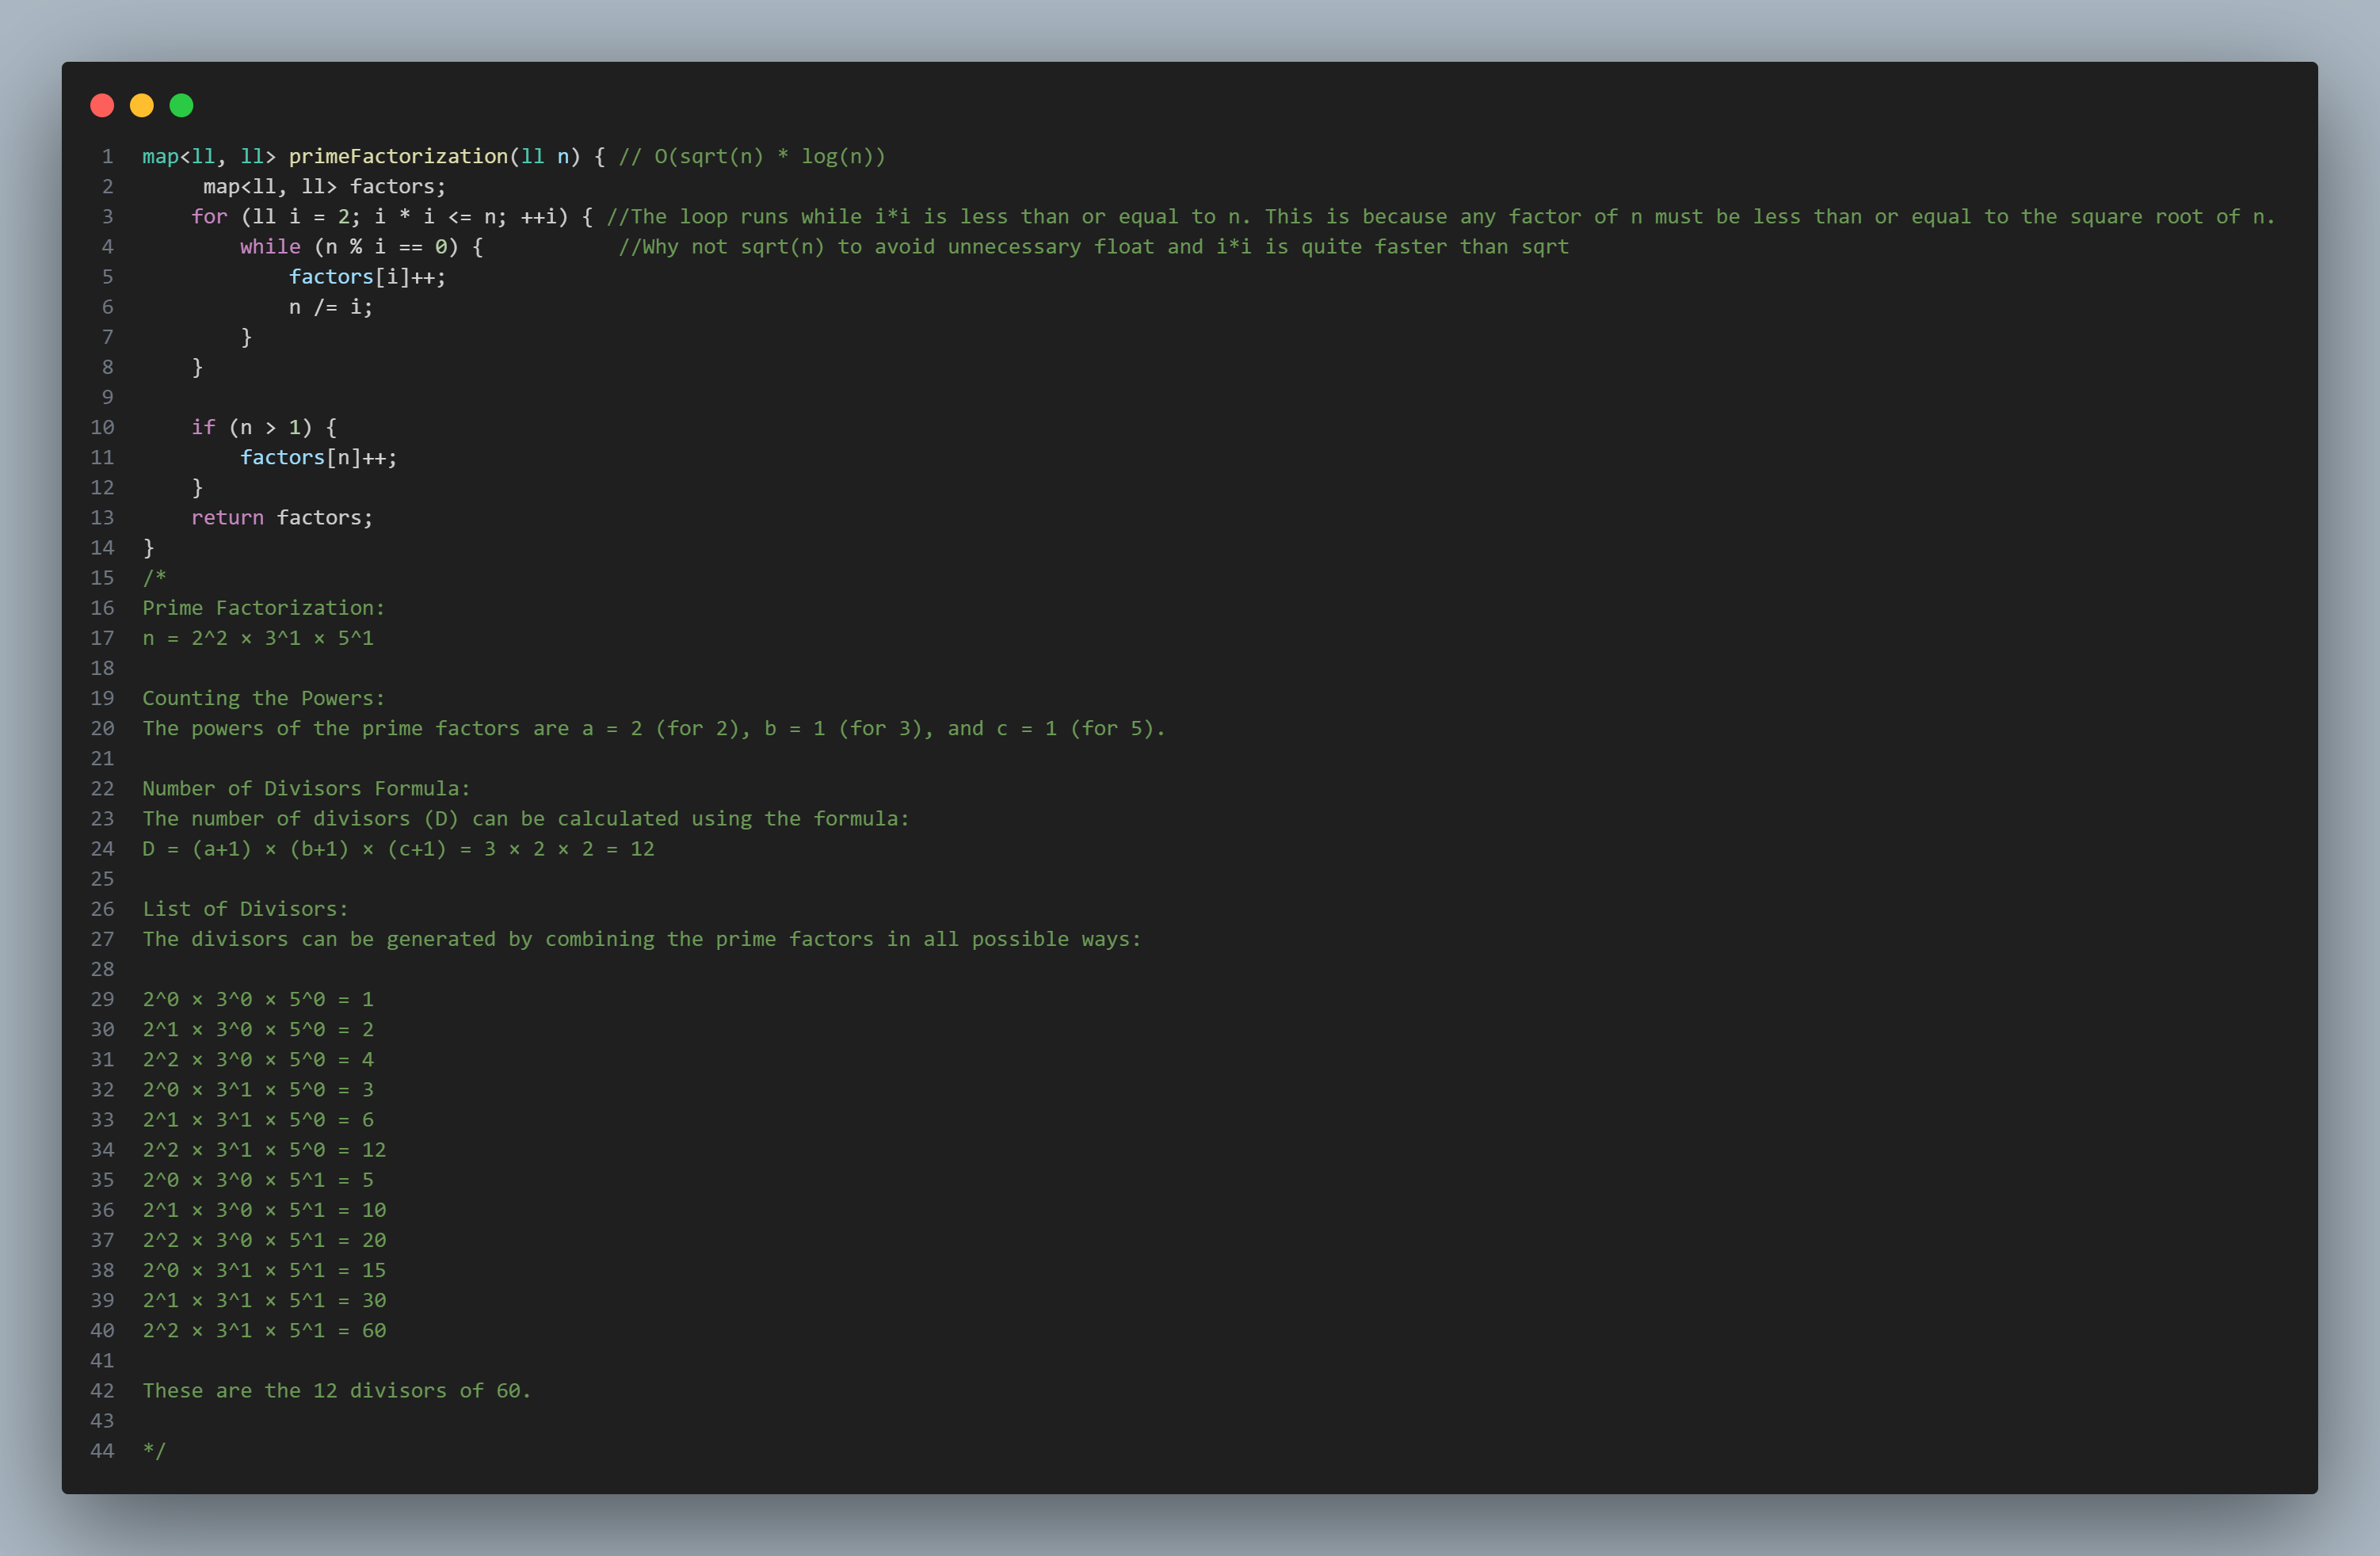 1 map<ll, ll> primeFactorization(ll n) { // O(sqrt(n) * log(n))
2      map<ll, ll> factors;
3     for (ll i = 2; i * i <= n; ++i) { //The loop runs while i*i is less than or equal to n. This is because any factor of n must be less than or equal to the square root of n.
4         while (n % i == 0) {           //Why not sqrt(n) to avoid unnecessary float and i*i is quite faster than sqrt
5             factors[i]++;
6             n /= i;
7         }
8     }
9
10     if (n > 1) {
11         factors[n]++;
12     }
13     return factors;
14 }
15 /*
16 Prime Factorization:
17 n = 2^2 × 3^1 × 5^1
18
19 Counting the Powers:
20 The powers of the prime factors are a = 2 (for 2), b = 1 (for 3), and c = 1 (for 5).
21
22 Number of Divisors Formula:
23 The number of divisors (D) can be calculated using the formula:
24 D = (a+1) × (b+1) × (c+1) = 3 × 2 × 2 = 12
25
26 List of Divisors:
27 The divisors can be generated by combining the prime factors in all possible ways:
28
29 2^0 × 3^0 × 5^0 = 1
30 2^1 × 3^0 × 5^0 = 2
31 2^2 × 3^0 × 5^0 = 4
32 2^0 × 3^1 × 5^0 = 3
33 2^1 × 3^1 × 5^0 = 6
34 2^2 × 3^1 × 5^0 = 12
35 2^0 × 3^0 × 5^1 = 5
36 2^1 × 3^0 × 5^1 = 10
37 2^2 × 3^0 × 5^1 = 20
38 2^0 × 3^1 × 5^1 = 15
39 2^1 × 3^1 × 5^1 = 30
40 2^2 × 3^1 × 5^1 = 60
41
42 These are the 12 divisors of 60.
43
44 */